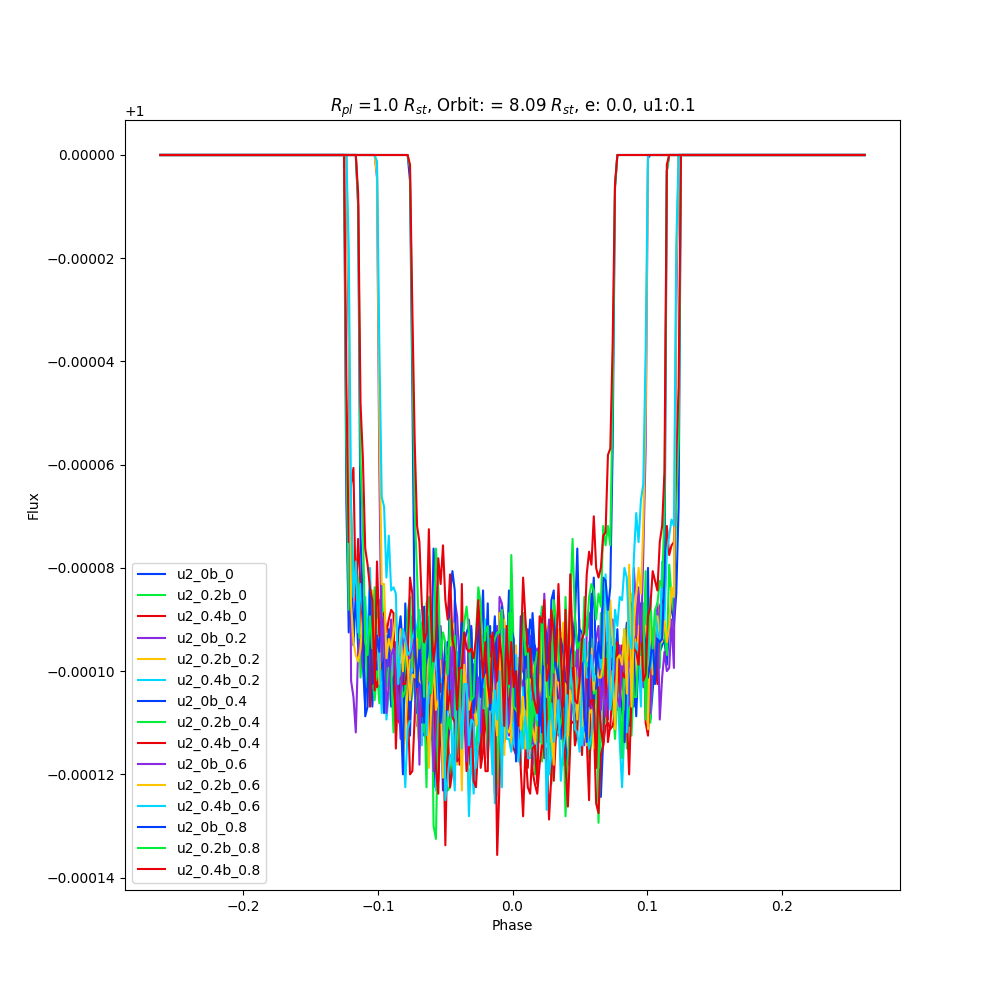 R_pl =1.0 R_st, Orbit: = 8.09 R_st, e: 0.0, u1:0.1
+1
0.00000
−0.00002
−0.00004
−0.00006
−0.00008
−0.00010
−0.00012
−0.00014
Flux
u2_0b_0
u2_0.2b_0
u2_0.4b_0
u2_0b_0.2
u2_0.2b_0.2
u2_0.4b_0.2
u2_0b_0.4
u2_0.2b_0.4
u2_0.4b_0.4
u2_0b_0.6
u2_0.2b_0.6
u2_0.4b_0.6
u2_0b_0.8
u2_0.2b_0.8
u2_0.4b_0.8
−0.2 −0.1 0.0 0.1 0.2
Phase